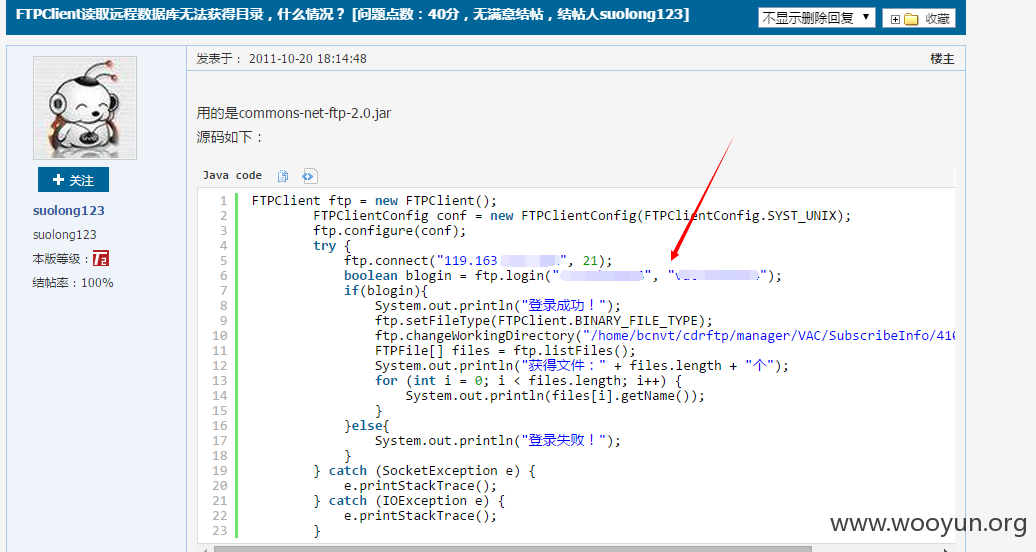 FTPClient读取远程数据库无法获得目录，什么情况？ [问题点数：40分，无满意结帖，结帖人suolong123]
不显示删除回复
收藏
发表于： 2011-10-20 18:14:48
楼主
关注
suolong123
suolong123
本版等级：
结帖率：100%
用的是commons-net-ftp-2.0.jar
源码如下：
Java code
1 FTPClient ftp = new FTPClient();
2 FTPClientConfig conf = new FTPClientConfig(FTPClientConfig.SYST_UNIX);
3 ftp.configure(conf);
4 try {
5 ftp.connect("119.163 ", 21);
6 boolean blogin = ftp.login(" ", " ");
7 if(blogin){
8 System.out.println("登录成功！");
9 ftp.setFileType(FTPClient.BINARY_FILE_TYPE);
10 ftp.changeWorkingDirectory("/home/bcnvt/cdrftp/manager/VAC/SubscribeInfo/
11 FTPFile[] files = ftp.listFiles();
12 System.out.println("获得文件：" + files.length + "个");
13 for (int i = 0; i < files.length; i++) {
14 System.out.println(files[i].getName());
15 }
16 }else{
17 System.out.println("登录失败！");
18 }
19 } catch (SocketException e) {
20 e.printStackTrace();
21 } catch (IOException e) {
22 e.printStackTrace();
23 }
www.wooyun.org